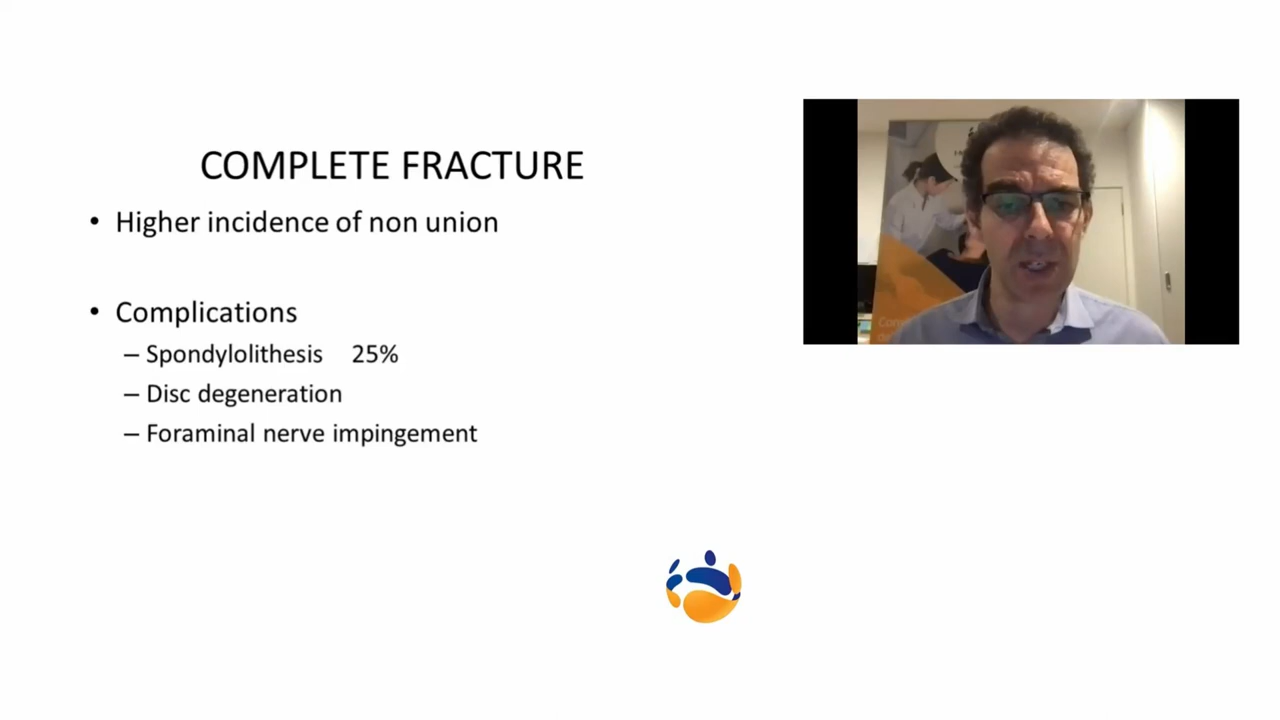 COMPLETE FRACTURE
• Higher incidence of non union
• Complications
– Spondylolithesis 25%
– Disc degeneration
– Foraminal nerve impingement